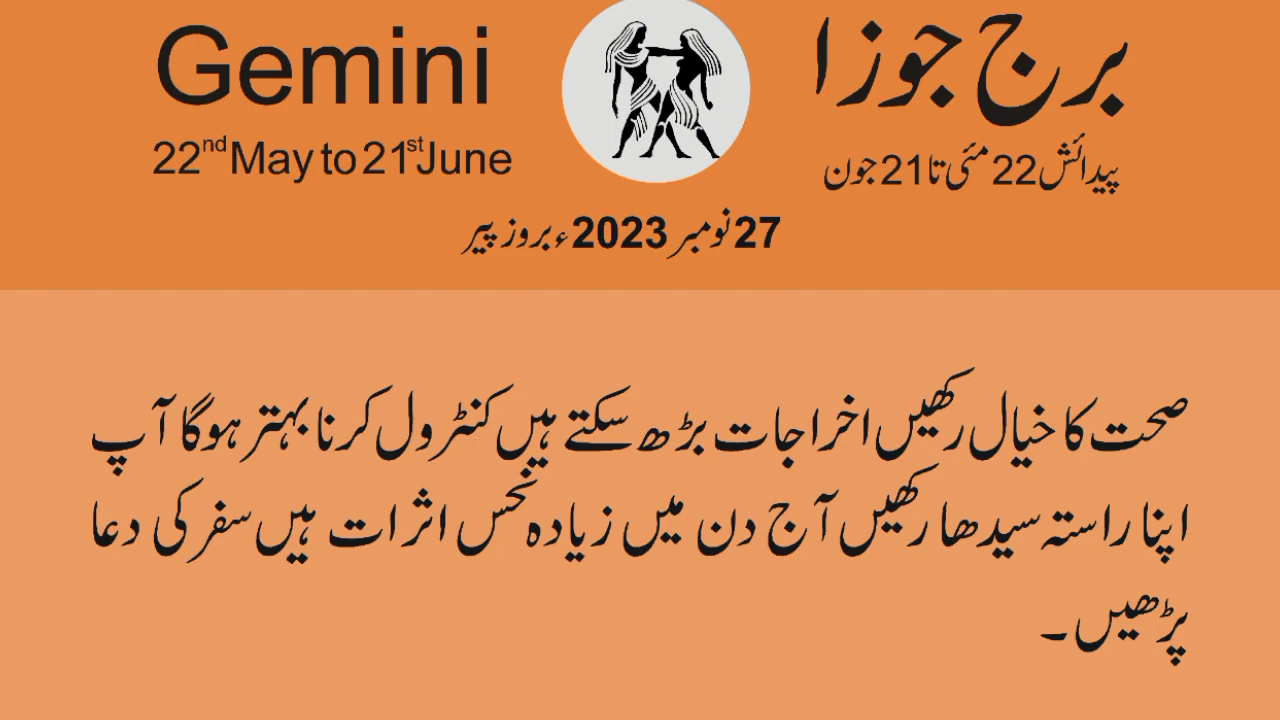 Gemini
برج جوزا
22nd May to 21st June
پیدائش 22 مئی تا 21 جون
27 نومبر 2023ء بروز پیر
صحت کا خیال رکھیں اخراجات بڑھ سکتے ہیں کنٹرول کرنا بہتر ہوگا آپ
اپنا راستہ سیدھا رکھیں آج دن میں زیادہ نحس اثرات ہیں سفر کی دعا
پڑھیں۔